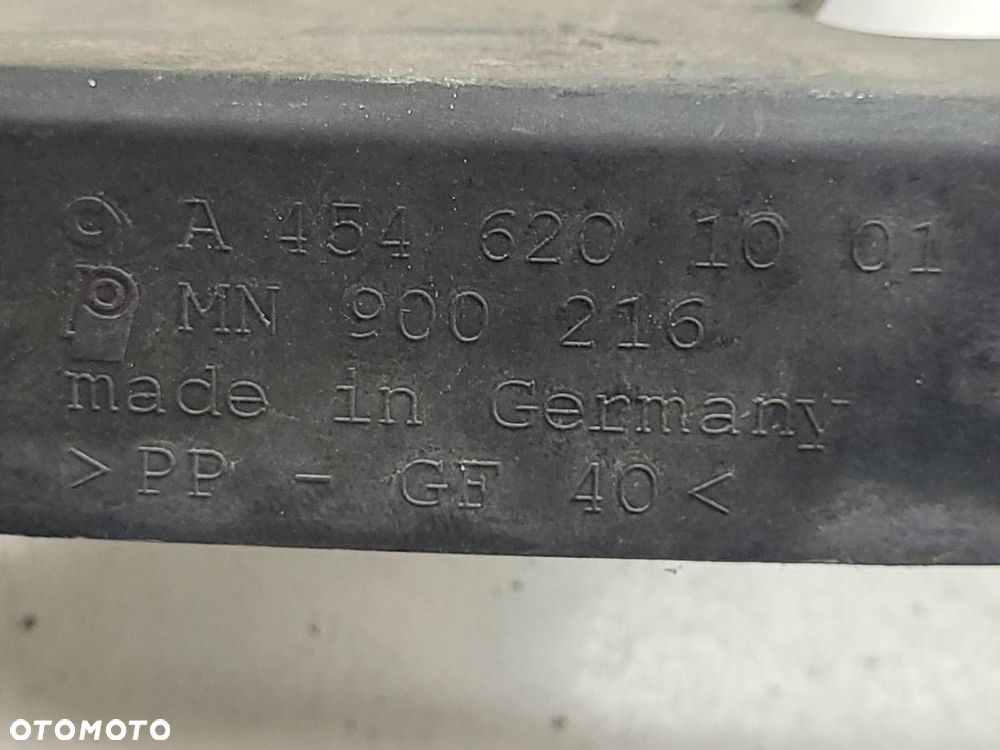 A 454 620 10 01
MN 900 216
made in Germany
>PP - GF 40<
OTOMOTO